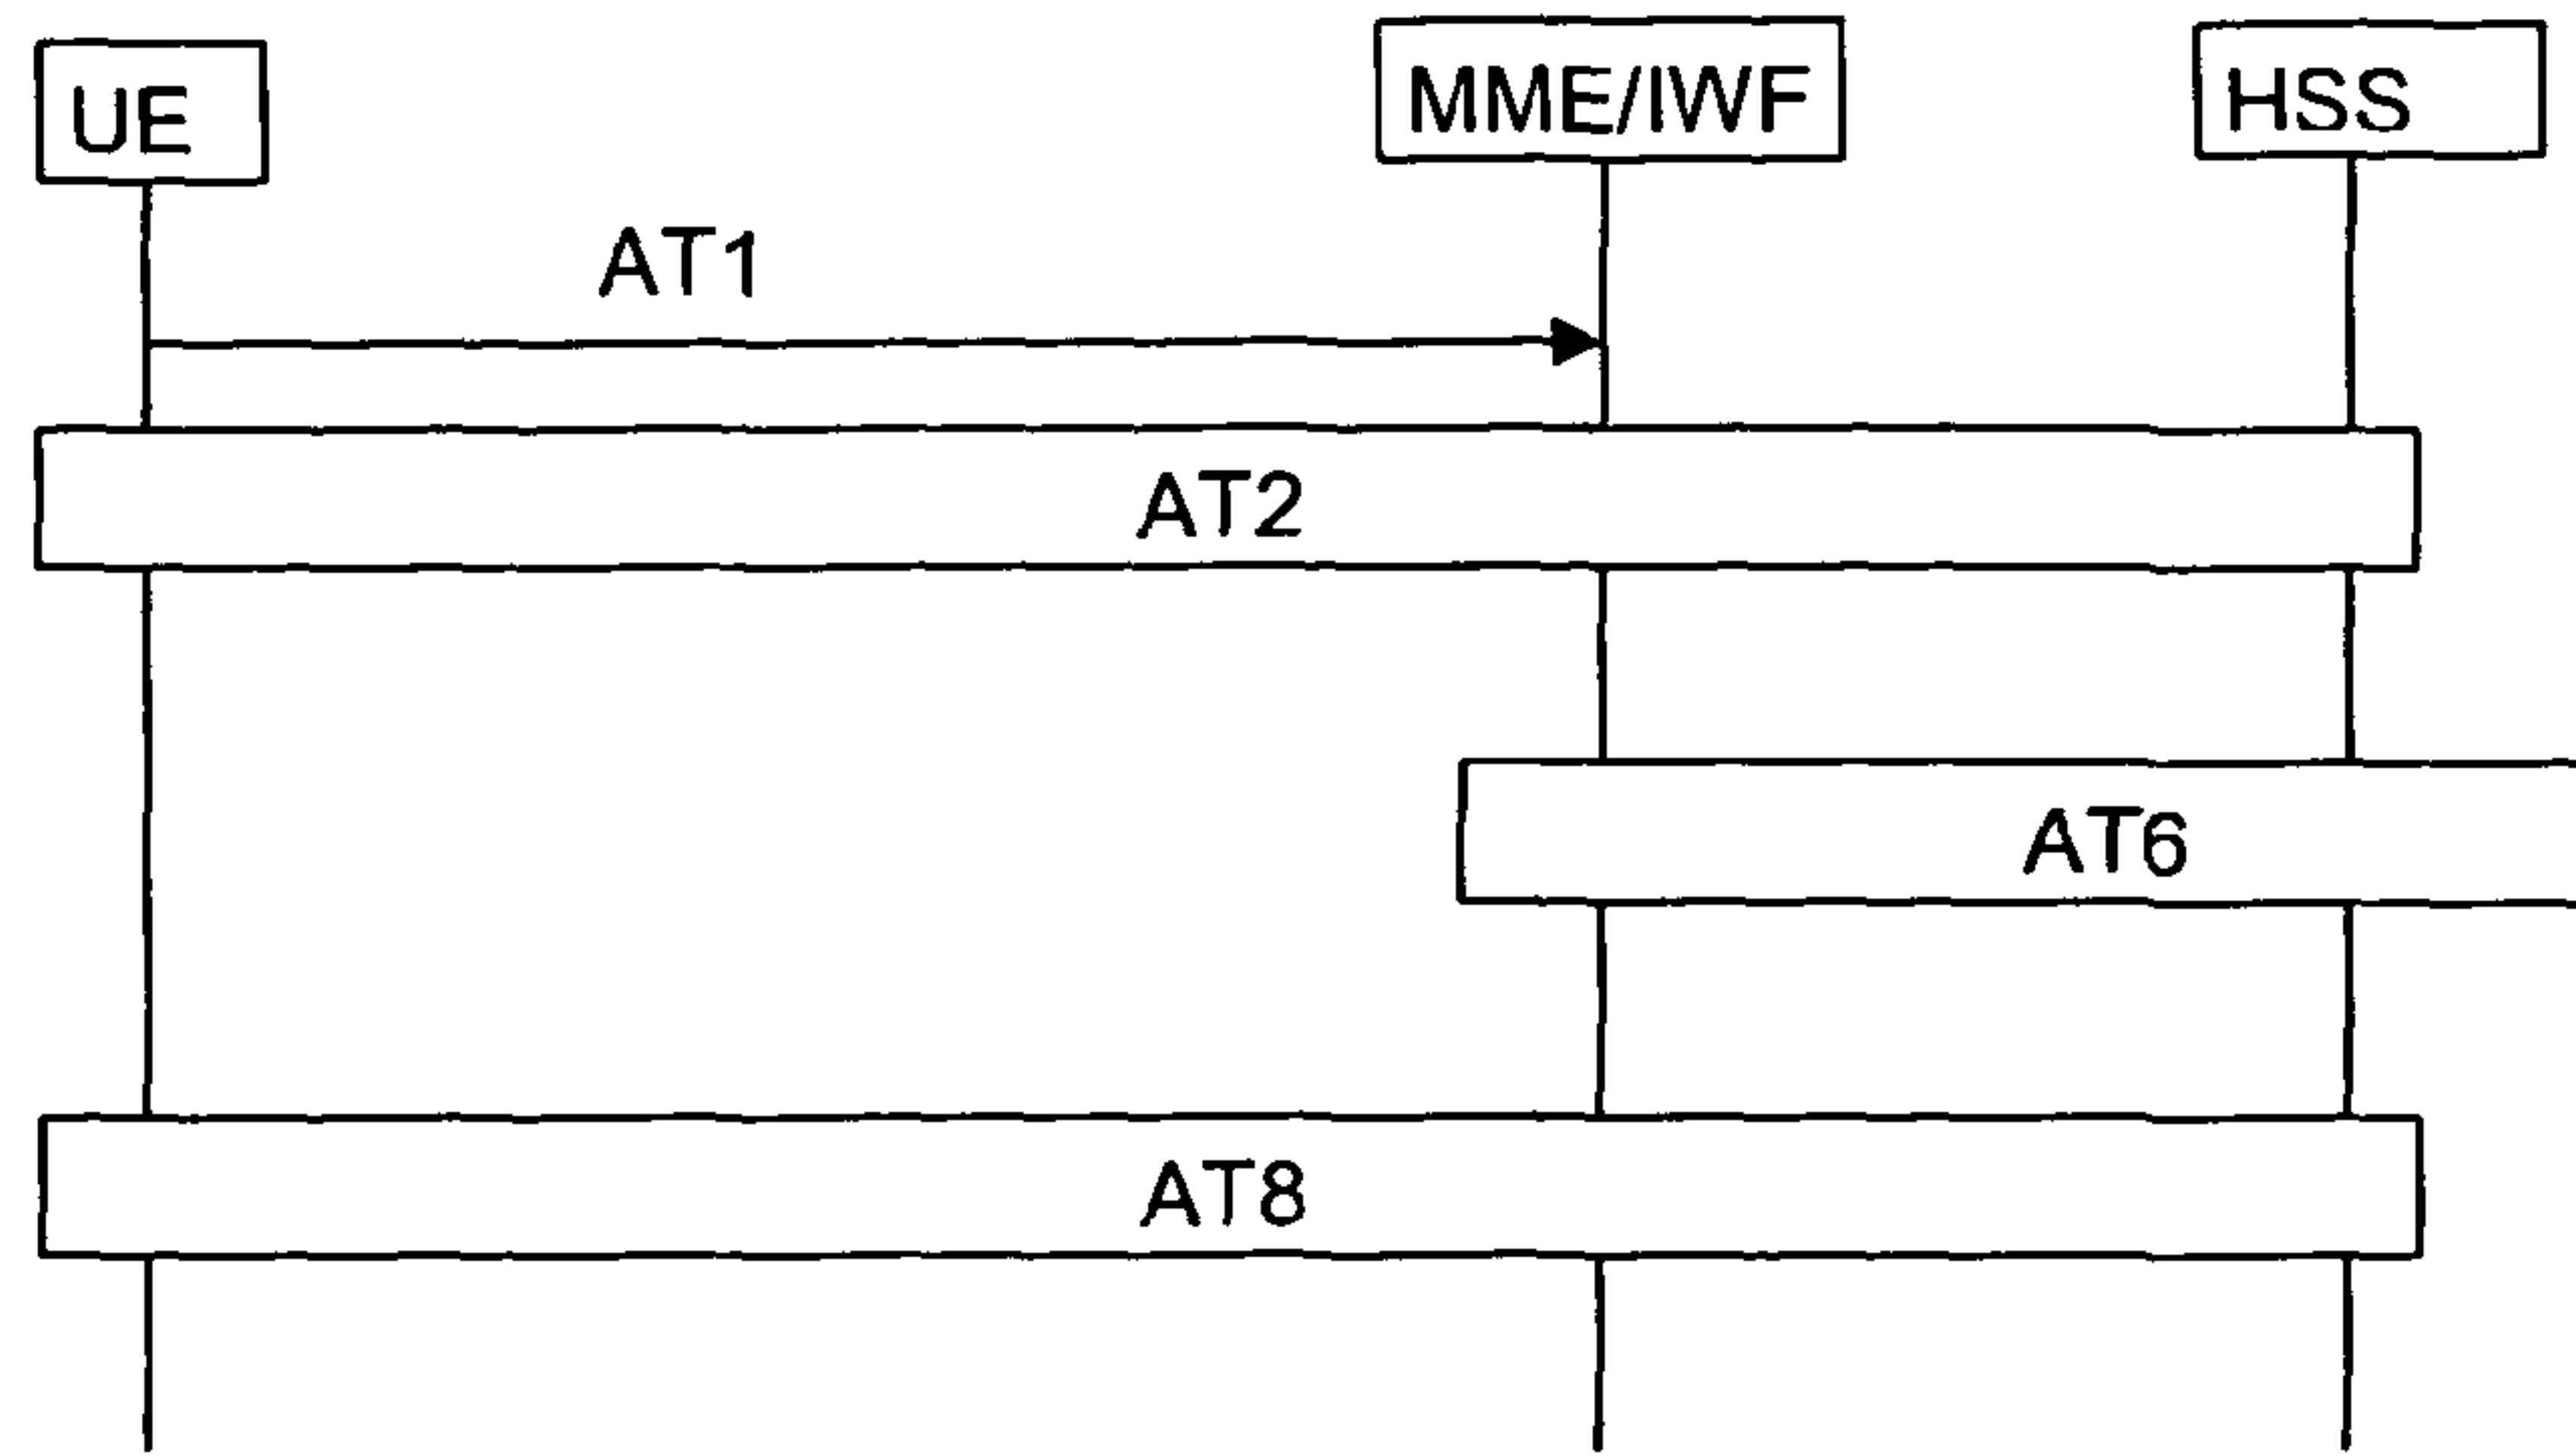 UE
MME/IWF
HSS
AT1
AT2
AT6
AT8